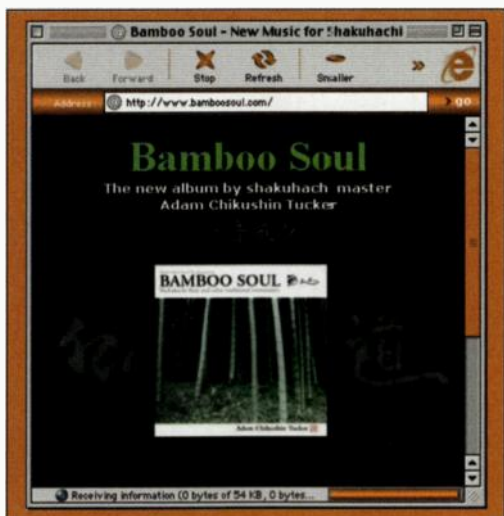 Bamboo Soul - New Music for Shakuhachi
Back Forward Stop Refresh Smaller »
Address: http://www.bamboosoul.com/ go
Bamboo Soul
The new album by shakuhach master
Adam Chikushin Tucker
BAMBOO SOUL
Adam Chikushin Tucker
道
Receiving information (0 bytes of 54 KB, 0 bytes...